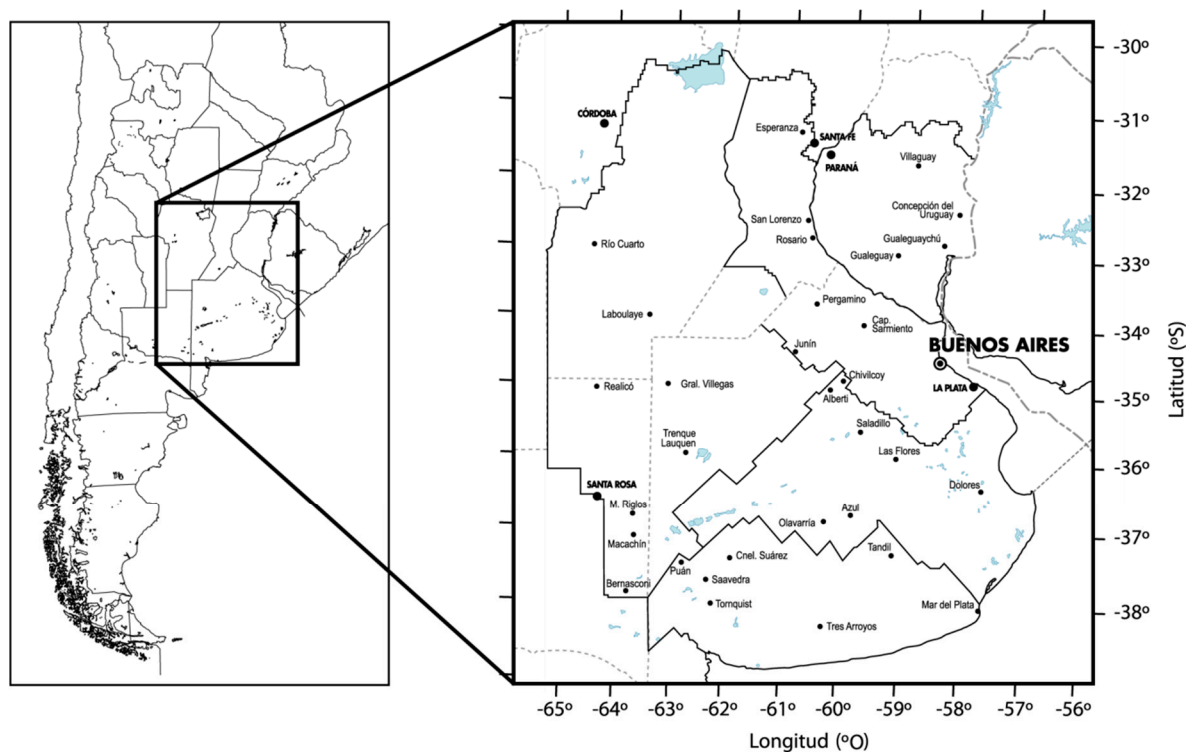 -30º
CÓRDOBA
Esperanza
SANTA FE
-31º
PARANÁ
Villaguay
-32º
Concepción del
Uruguay
San Lorenzo
Rosario
Gualeguaychú
Río Cuarto
Gualeguay
-33º
Pergamino
Laboulaye
Cap.
Sarmiento
-34º
Junín
BUENOS AIRES
Chivilcoy
Realicó
Gral. Villegas
LA PLATA
Alberti
-35º
Saladillo
Trenque
Lauquen
Las Flores
-36º
SANTA ROSA
Dolores
M. Riglos
Azul
Olavarría
-37º
Macachín
Tandil
Cnel. Suárez
Puán
Saavedra
Bernasconi
Tornquist
Mar del Plata
-38º
Tres Arroyos
Latitud (ºS)
-65º -64º -63º -62º -61º -60º -59º -58º -57º -56º
Longitud (ºO)